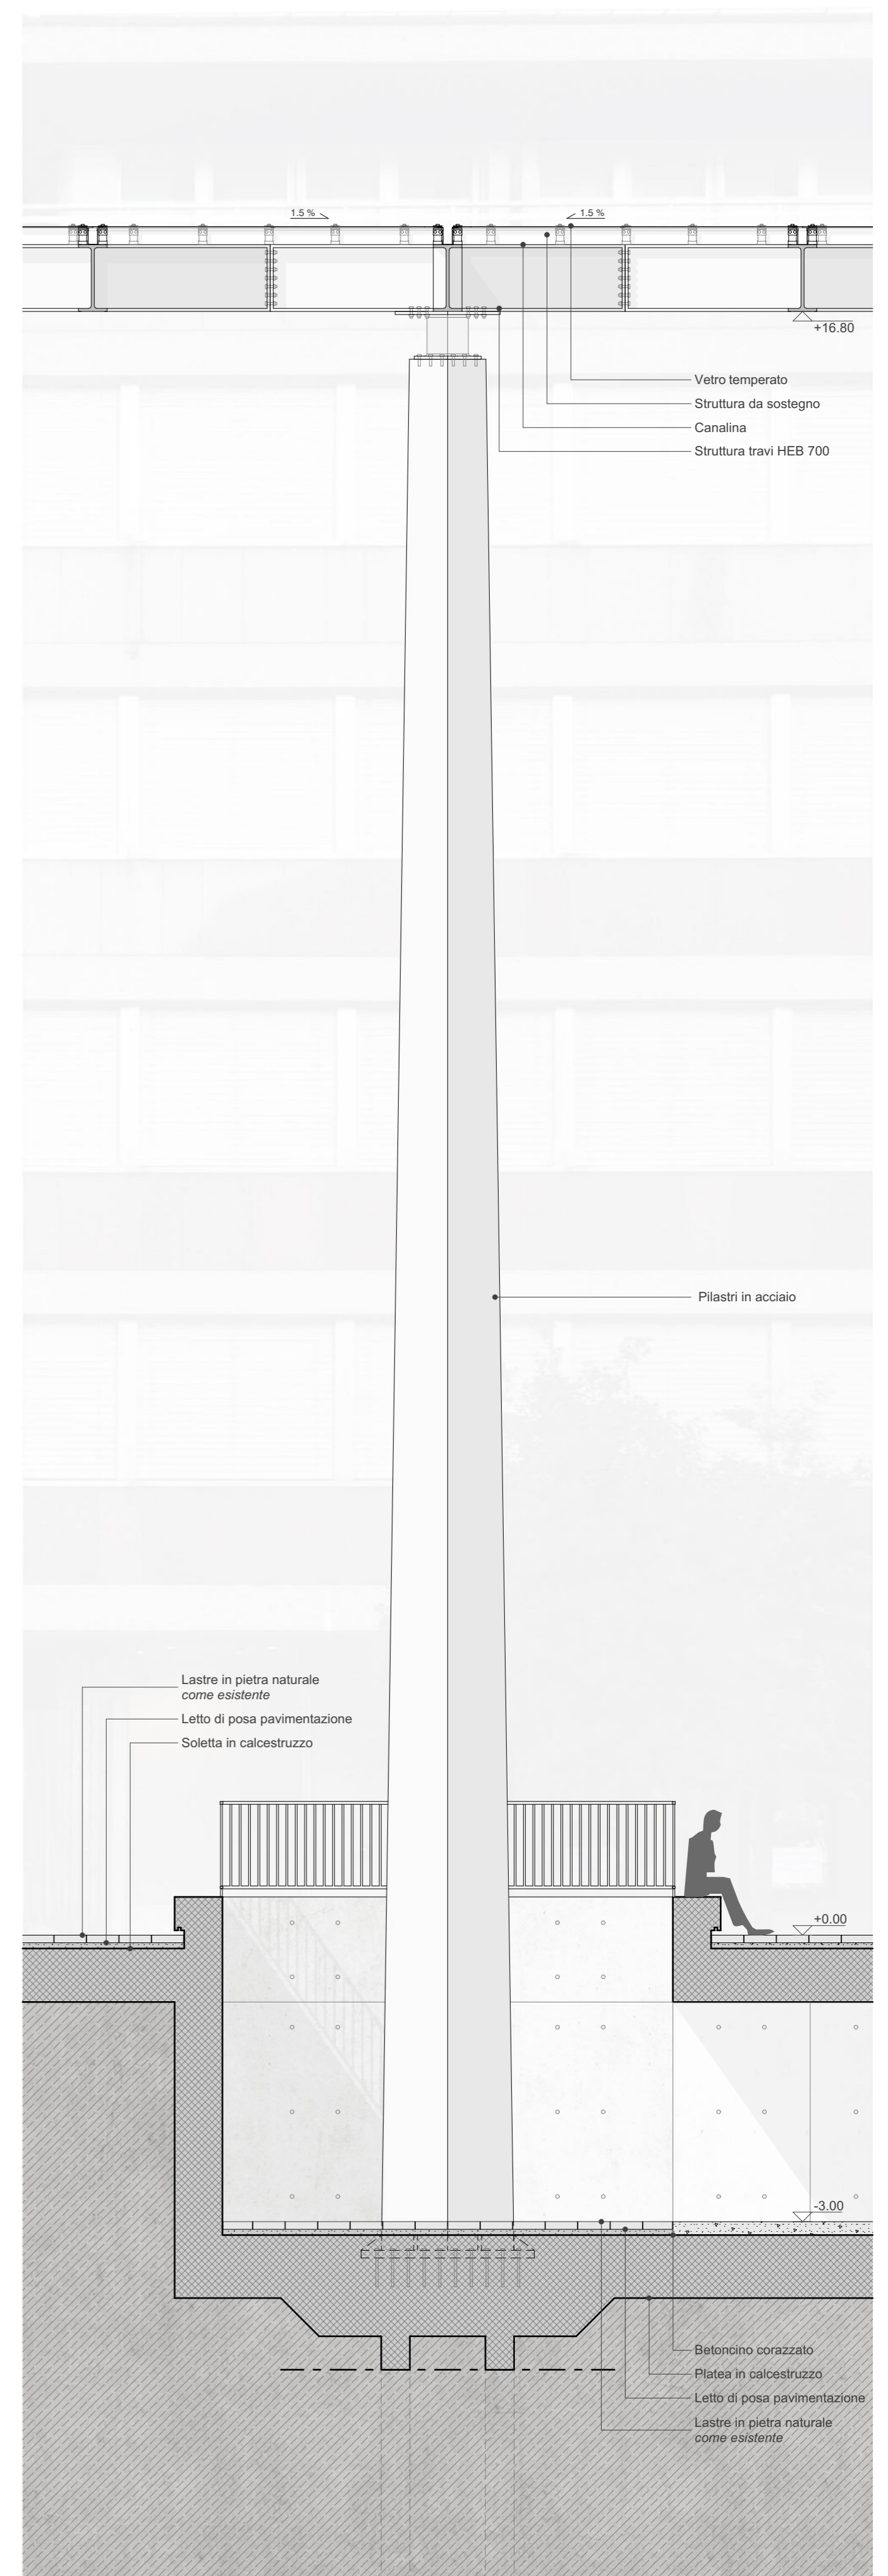 1.5 %
1.5 %
+16.80
Vetro temperato
Struttura da sostegno
Canalina
Struttura travi HEB 700
Pilastri in acciaio
Lastre in pietra naturale
come esistente
Letto di posa pavimentazione
Soletta in calcestruzzo
+0.00
-3.00
Betoncino corazzato
Platea in calcestruzzo
Letto di posa pavimentazione
Lastre in pietra naturale
come esistente